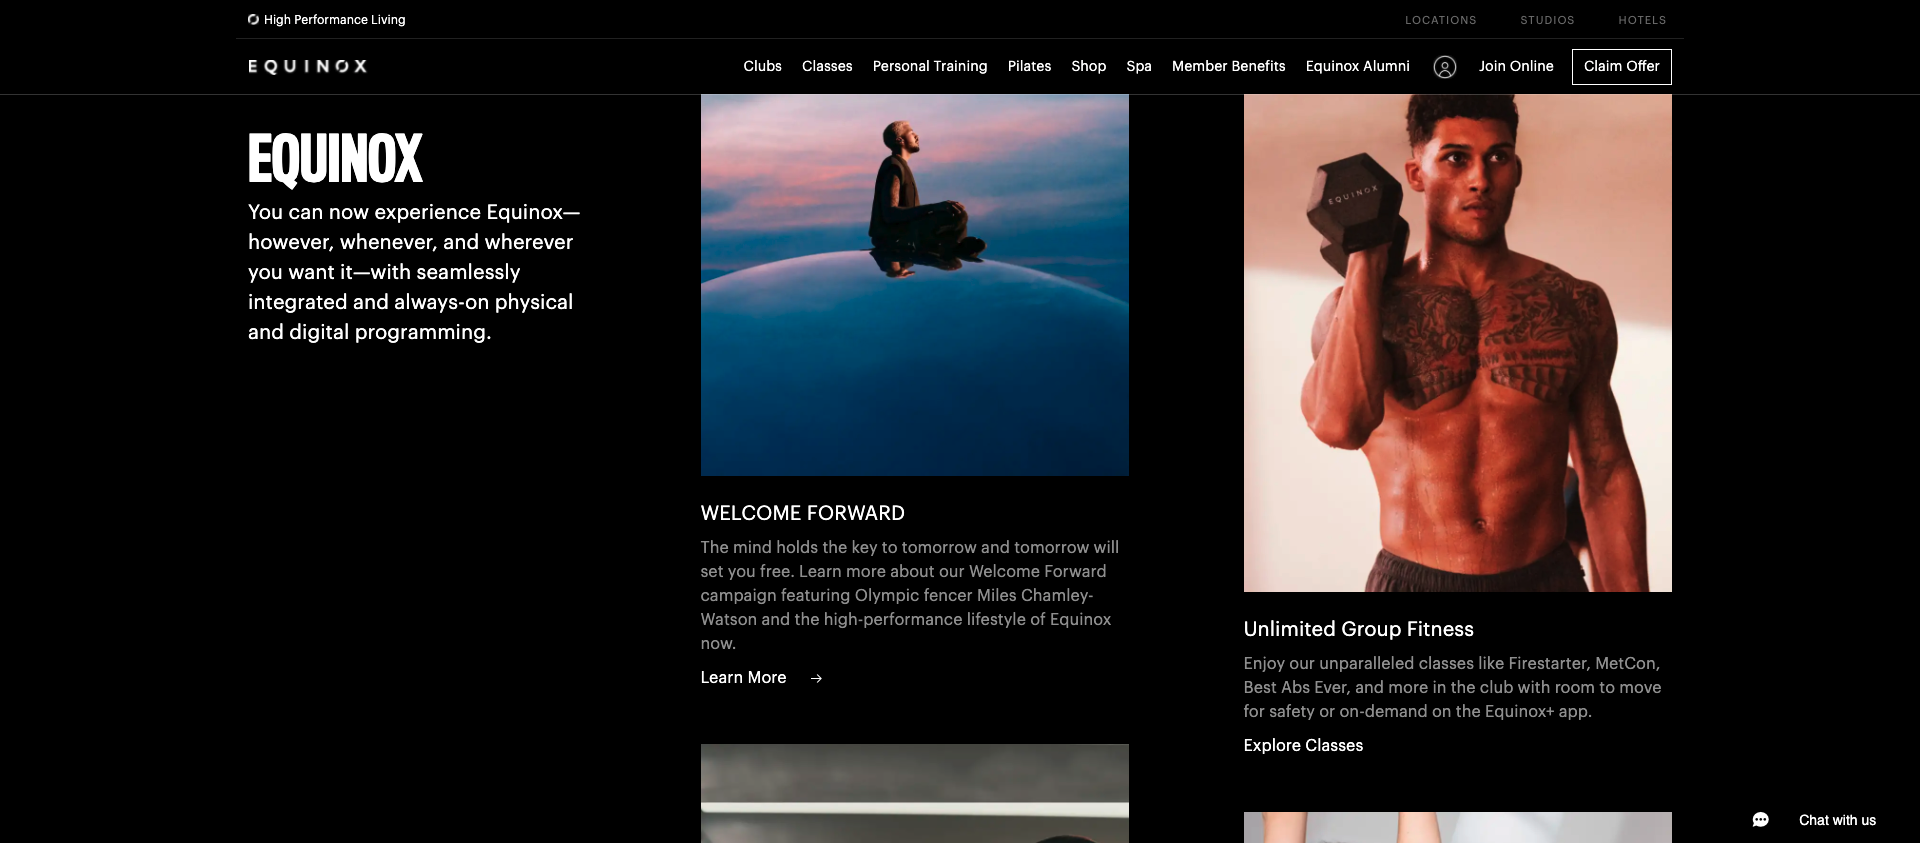 High Performance Living
LOCATIONS STUDIOS HOTELS
EQUINOX
Clubs Classes Personal Training Pilates Shop Spa Member Benefits Equinox Alumni Join Online Claim Offer
EQUINOX
You can now experience Equinox—
however, whenever, and wherever
you want it—with seamlessly
integrated and always-on physical
and digital programming.
WELCOME FORWARD
The mind holds the key to tomorrow and tomorrow will
set you free. Learn more about our Welcome Forward
campaign featuring Olympic fencer Miles Chamley-
Watson and the high-performance lifestyle of Equinox
now.
Learn More →
EQUINOX
Unlimited Group Fitness
Enjoy our unparalleled classes like Firestarter, MetCon,
Best Abs Ever, and more in the club with room to move
for safety or on-demand on the Equinox+ app.
Explore Classes
Chat with us